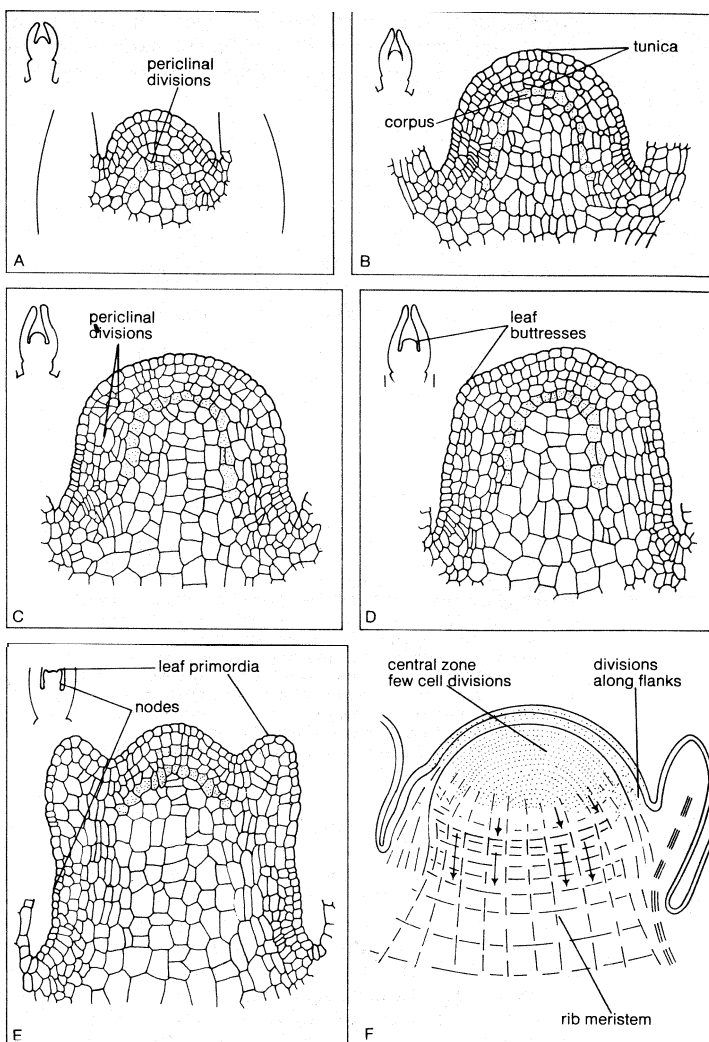 periclinal
divisions
A
tunica
corpus
B
periclinal
divisions
C
leaf
buttresses
D
leaf primordia
nodes
E
central zone
few cell divisions
divisions
along flanks
rib meristem
F